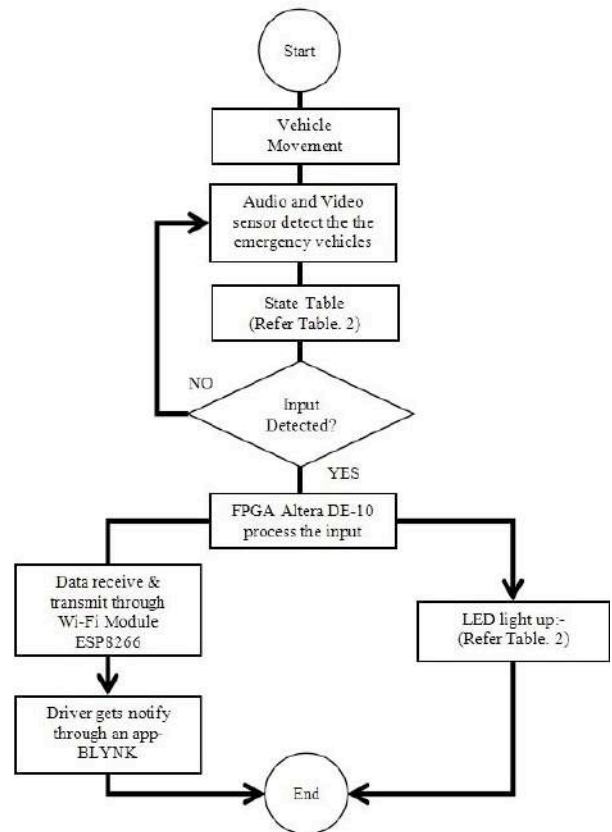 Start
Vehicle
Movement
Audio and Video
sensor detect the the
emergency vehicles
State Table
(Refer Table. 2)
NO
Input
Detected?
YES
FPGA Altera DE-10
process the input
Data receive &
transmit through
Wi-Fi Module
ESP8266
LED light up:-
(Refer Table. 2)
Driver gets notify
through an app-
BLYNK
End